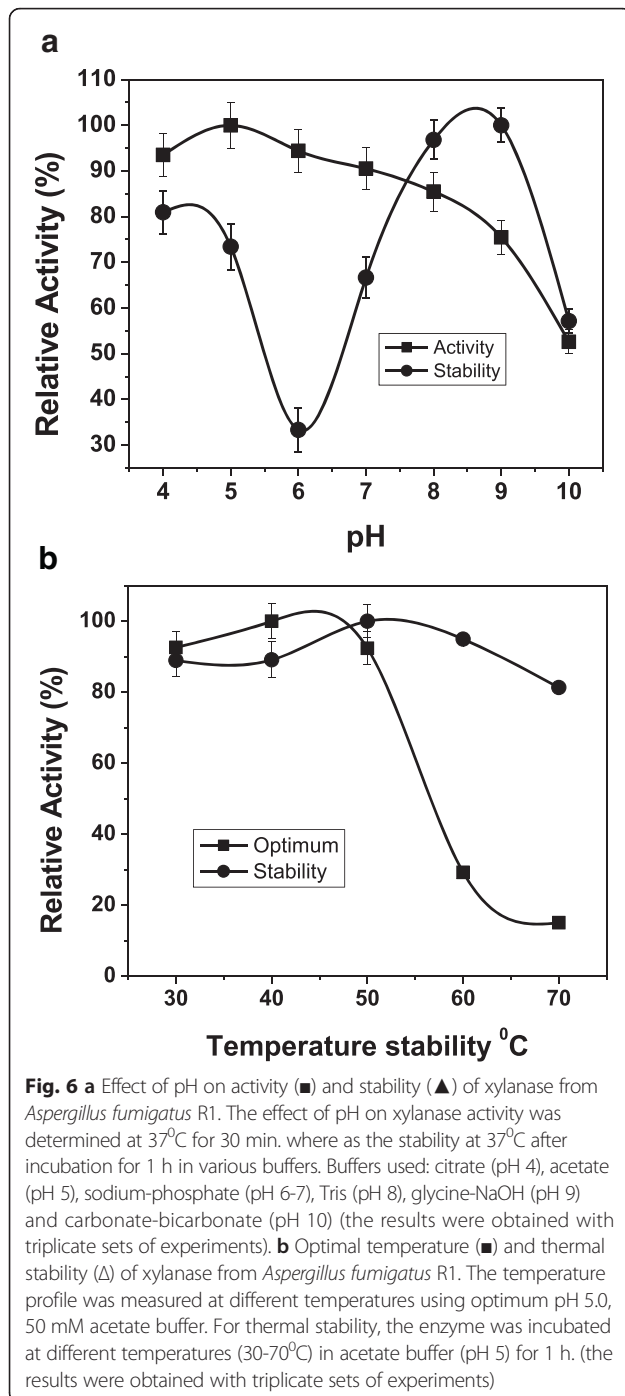 a
110
100
90
80
70
60
50
40
30
Relative Activity (%)
Activity
Stability
4 5 6 7 8 9 10
pH
b
100
80
60
40
20
0
Relative Activity (%)
Optimum
Stability
30 40 50 60 70
Temperature stability ⁰C
Fig. 6 a Effect of pH on activity (■) and stability (▲) of xylanase from
Aspergillus fumigatus R1. The effect of pH on xylanase activity was
determined at 37⁰C for 30 min. where as the stability at 37⁰C after
incubation for 1 h in various buffers. Buffers used: citrate (pH 4), acetate
(pH 5), sodium-phosphate (pH 6-7), Tris (pH 8), glycine-NaOH (pH 9)
and carbonate-bicarbonate (pH 10) (the results were obtained with
triplicate sets of experiments). b Optimal temperature (■) and thermal
stability (Δ) of xylanase from Aspergillus fumigatus R1. The temperature
profile was measured at different temperatures using optimum pH 5.0,
50 mM acetate buffer. For thermal stability, the enzyme was incubated
at different temperatures (30-70⁰C) in acetate buffer (pH 5) for 1 h. (the
results were obtained with triplicate sets of experiments)